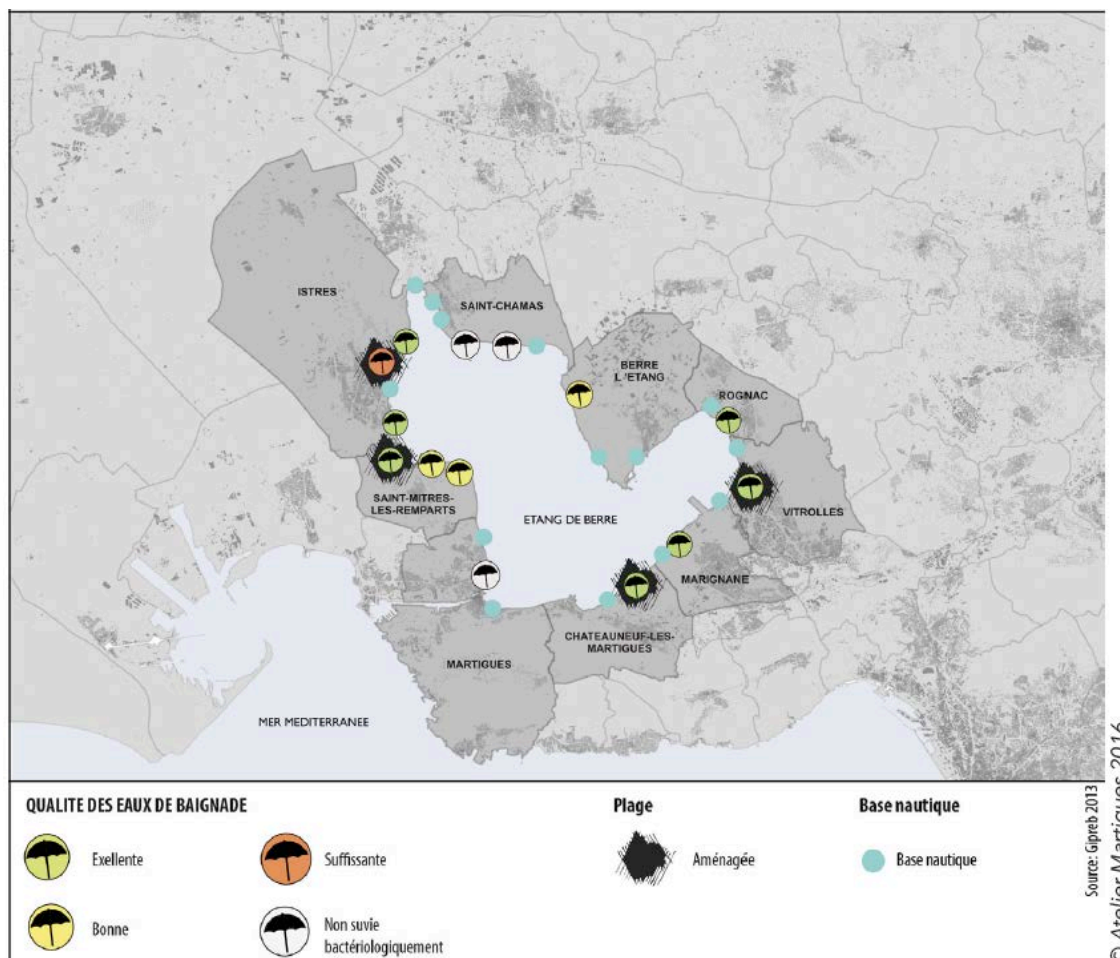 ISTRES
SAINT-CHAMAS
BERRE
L 'ETANG
ROGNAC
SAINT-MITRES-
LES-REMPARTS
ETANG DE BERRE
VITROLLES
MARIGNANE
CHATEAUNEUF-LES-
MARTIGUES
MARTIGUES
MER MEDITERRANEE
QUALITE DES EAUX DE BAIGNADE
Exellente
Suffissante
Bonne
Non suvie
bactériologiquement
Plage
Aménagée
Base nautique
Base nautique
Source: Gipreb 2013
© Atelier Martigues 2016